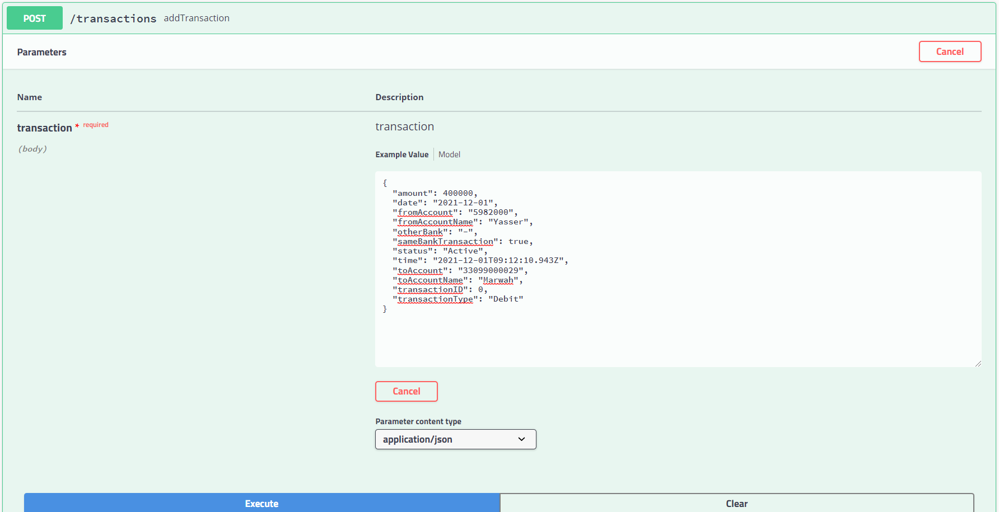 POST /transactions addTransaction
Parameters Cancel
Name Description
transaction * required transaction
(body)
Example Value Model
{
"amount": 400000,
"date": "2021-12-01",
"fromAccount": "5982000",
"fromAccountName": "Yasser",
"otherBank": "-",
"sameBankTransaction": true,
"status": "Active",
"time": "2021-12-01T09:12:10.943Z",
"toAccount": "33099000029",
"toAccountName": "Marwah",
"transactionID": 0,
"transactionType": "Debit"
}
Cancel
Parameter content type
application/json
Execute Clear